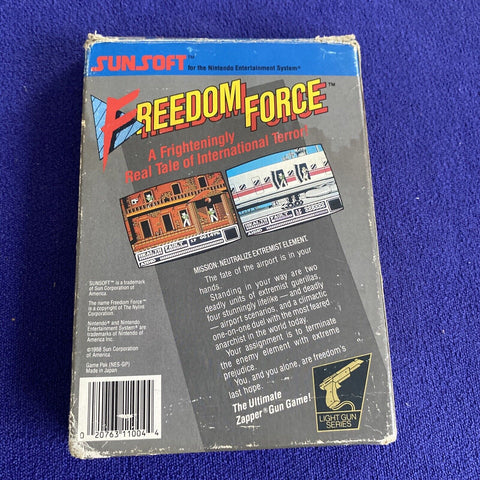 SUNSOFT™
for the Nintendo Entertainment System®
FREEDOM FORCE™
A Frighteningly
Real Tale of International Terror!
MISSION: NEUTRALIZE EXTREMIST ELEMENT.
The fate of the airport is in your
hands.
Standing in your way are two
deadly units of extremist guerillas,
four stunningly lifelike — and deadly
— airport scenarios, and a climactic
one-on-one duel with the most feared
anarchist in the world today.
Your assignment is to terminate
the enemy element with extreme
prejudice.
You, and you alone, are freedom's
last hope.
The Ultimate
Zapper® Gun Game!
SUNSOFT™ is a trademark
of Sun Corporation of
America.
The name Freedom Force™
is a copyright of The Nylint
Corporation.
Nintendo® and Nintendo
Entertainment System® are
trademarks of Nintendo of
America Inc.
©1988 Sun Corporation
of America.
Game Pak (NES-GP)
Made in Japan
0 20763 11004 4
LIGHT GUN
SERIES